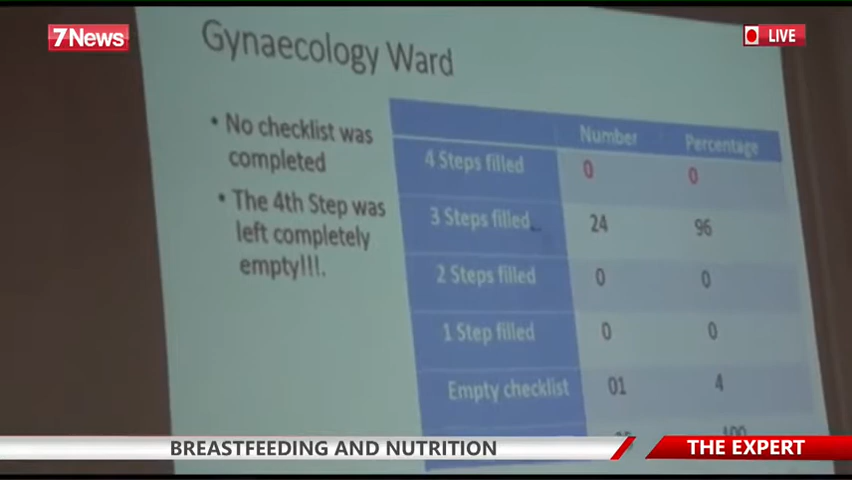 7News
LIVE
Gynaecology Ward
• No checklist was
completed
• The 4th Step was
left completely
empty!!!.
Number Percentage
4 Steps filled 0 0
3 Steps filled 24 96
2 Steps filled 0 0
1 Step filled 0 0
Empty checklist 01 4
100
BREASTFEEDING AND NUTRITION
THE EXPERT